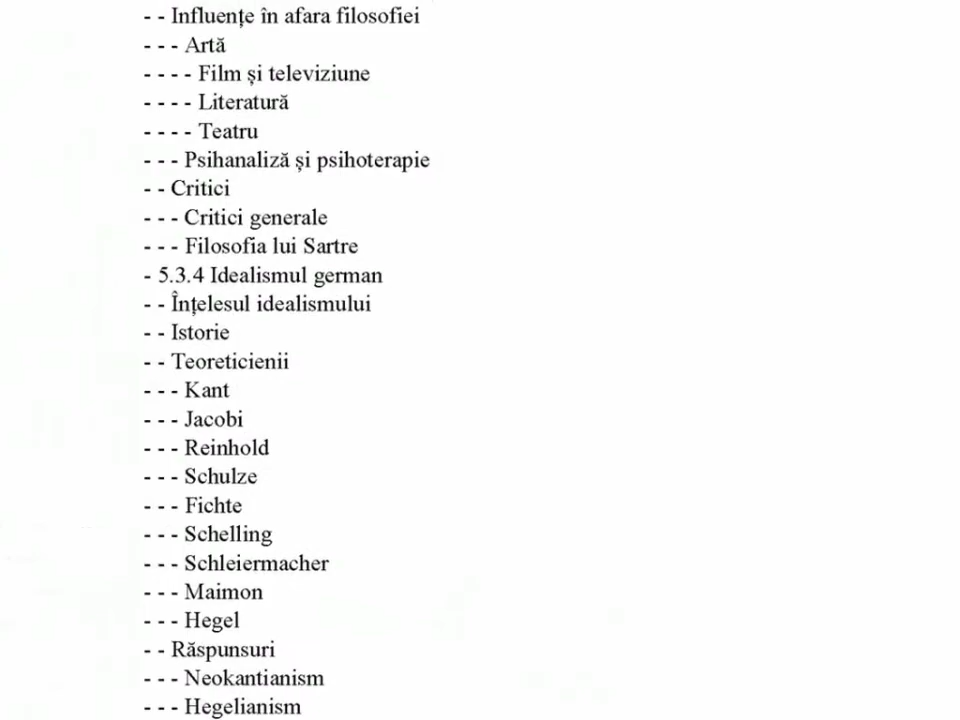 - - Influențe în afara filosofiei
- - - Artă
- - - - Film și televiziune
- - - - Literatură
- - - - Teatru
- - - Psihanaliză și psihoterapie
- - Critici
- - - Critici generale
- - - Filosofia lui Sartre
- 5.3.4 Idealismul german
- - Înțelesul idealismului
- - Istorie
- - Teoreticienii
- - - Kant
- - - Jacobi
- - - Reinhold
- - - Schulze
- - - Fichte
- - - Schelling
- - - Schleiermacher
- - - Maimon
- - - Hegel
- - Răspunsuri
- - - Neokantianism
- - - Hegelianism